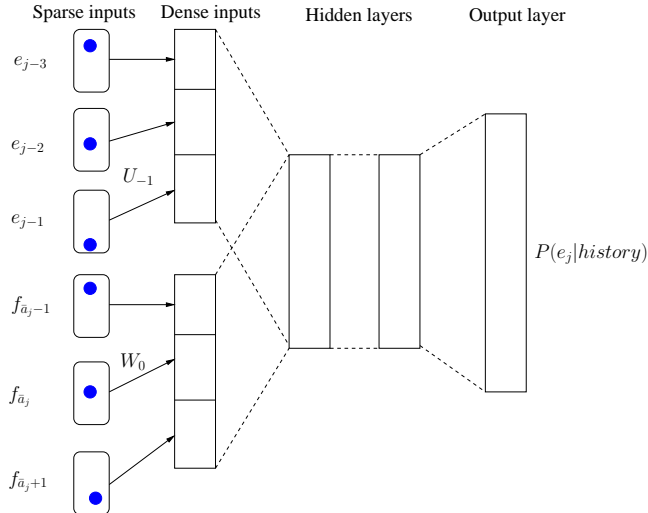 Sparse inputs Dense inputs Hidden layers Output layer
e_{j−3}
e_{j−2}
U_{−1}
e_{j−1}
P(e_j|history)
f_{ā_j−1}
W_0
f_{ā_j}
f_{ā_j+1}